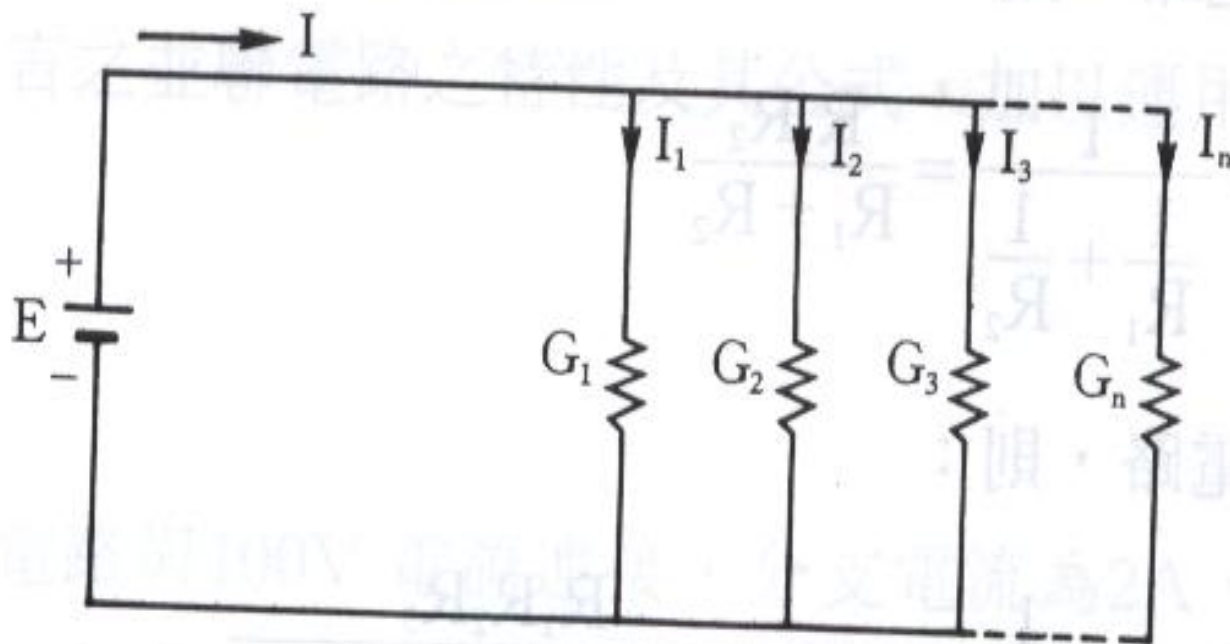 I
I₁ I₂ I₃ Iₙ
+
E
−
G₁ G₂ G₃ Gₙ